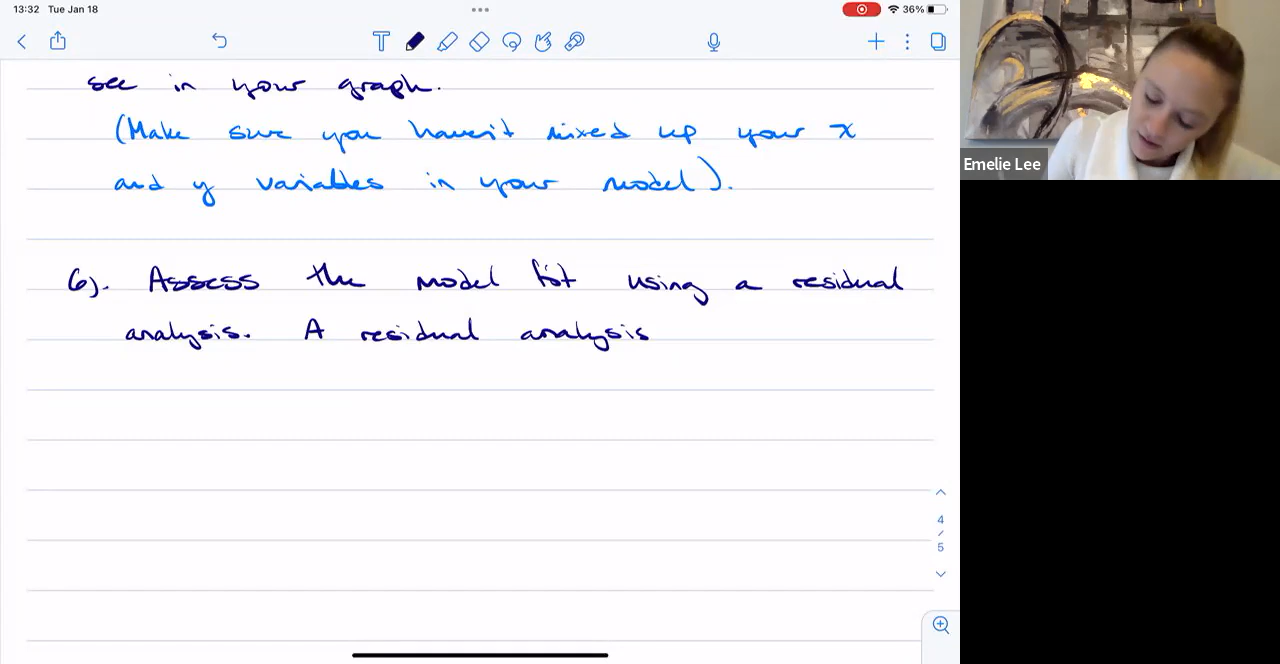 13:32 Tue Jan 18
36%
see in your graph.
(Make sure you haven't mixed up your x
and y variables in your model).
6). Assess the model fit using a residual
analysis. A residual analysis
4
/
5
Emelie Lee